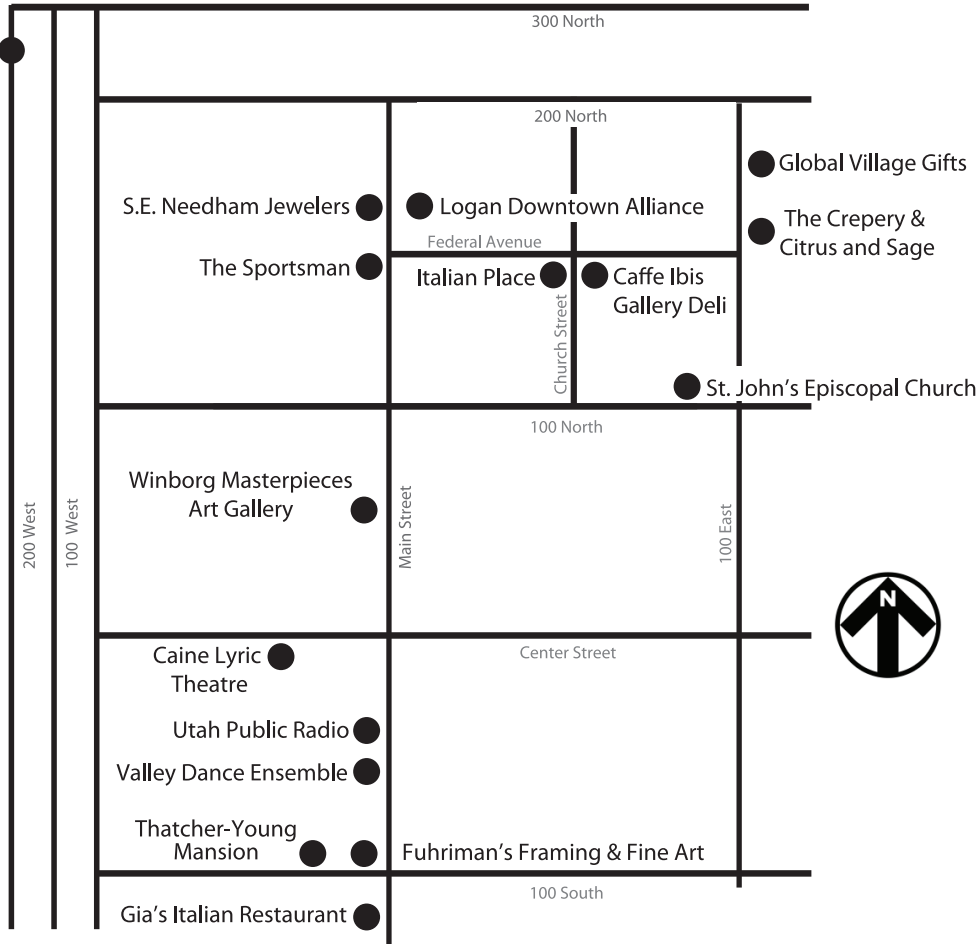 300 North
200 North
Global Village Gifts
S.E. Needham Jewelers
Logan Downtown Alliance
The Crepery &
Citrus and Sage
Federal Avenue
The Sportsman
Italian Place
Caffe Ibis
Gallery Deli
Church Street
St. John's Episcopal Church
100 North
Winborg Masterpieces
Art Gallery
200 West
100 West
Main Street
100 East
N
Caine Lyric
Theatre
Center Street
Utah Public Radio
Valley Dance Ensemble
Thatcher-Young
Mansion
Fuhriman's Framing & Fine Art
100 South
Gia's Italian Restaurant